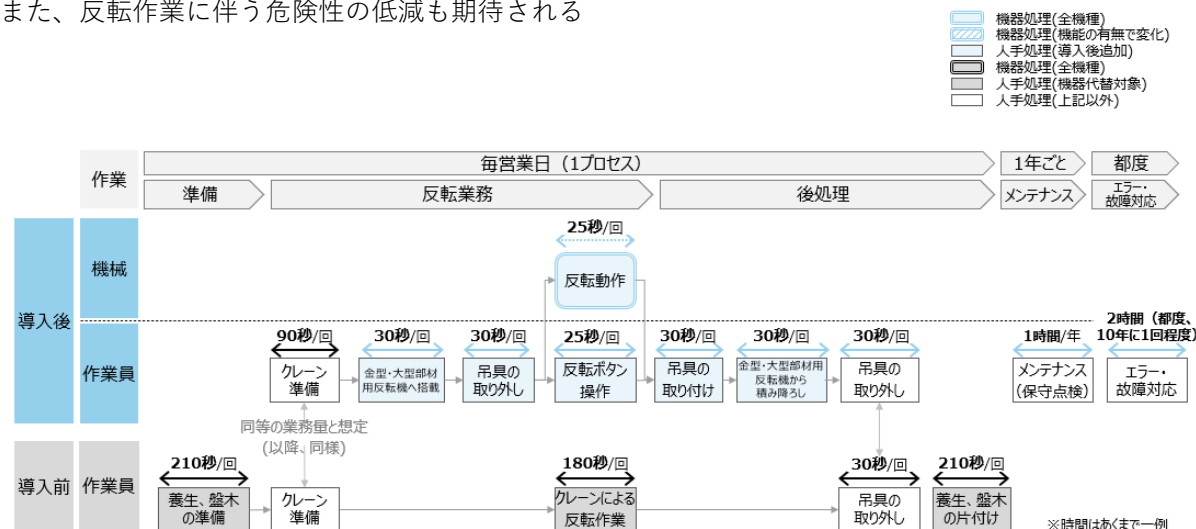 また、反転作業に伴う危険性の低減も期待される
機器処理(全機種)
機器処理(機能の有無で変化)
人手処理(導入後追加)
機器処理(全機種)
人手処理(機器代替対象)
人手処理(上記以外)
作業
毎営業日（1プロセス）
1年ごと
都度
準備
反転業務
後処理
メンテナンス
エラー・
故障対応
導入後
機械
25秒/回
反転動作
作業員
90秒/回
クレーン
準備
30秒/回
金型・大型部材
用反転機へ搭載
30秒/回
吊具の
取り外し
25秒/回
反転ボタン
操作
30秒/回
吊具の
取り付け
30秒/回
金型・大型部材用
反転機から
積み降ろし
30秒/回
吊具の
取り外し
1時間/年
メンテナンス
（保守点検）
2時間（都度、
10年に1回程度）
エラー・
故障対応
同等の業務量と想定
(以降、同様)
導入前
作業員
210秒/回
養生、盤木
の準備
クレーン
準備
180秒/回
クレーンによる
反転作業
30秒/回
吊具の
取り外し
210秒/回
養生、盤木
の片付け
※時間はあくまで一例